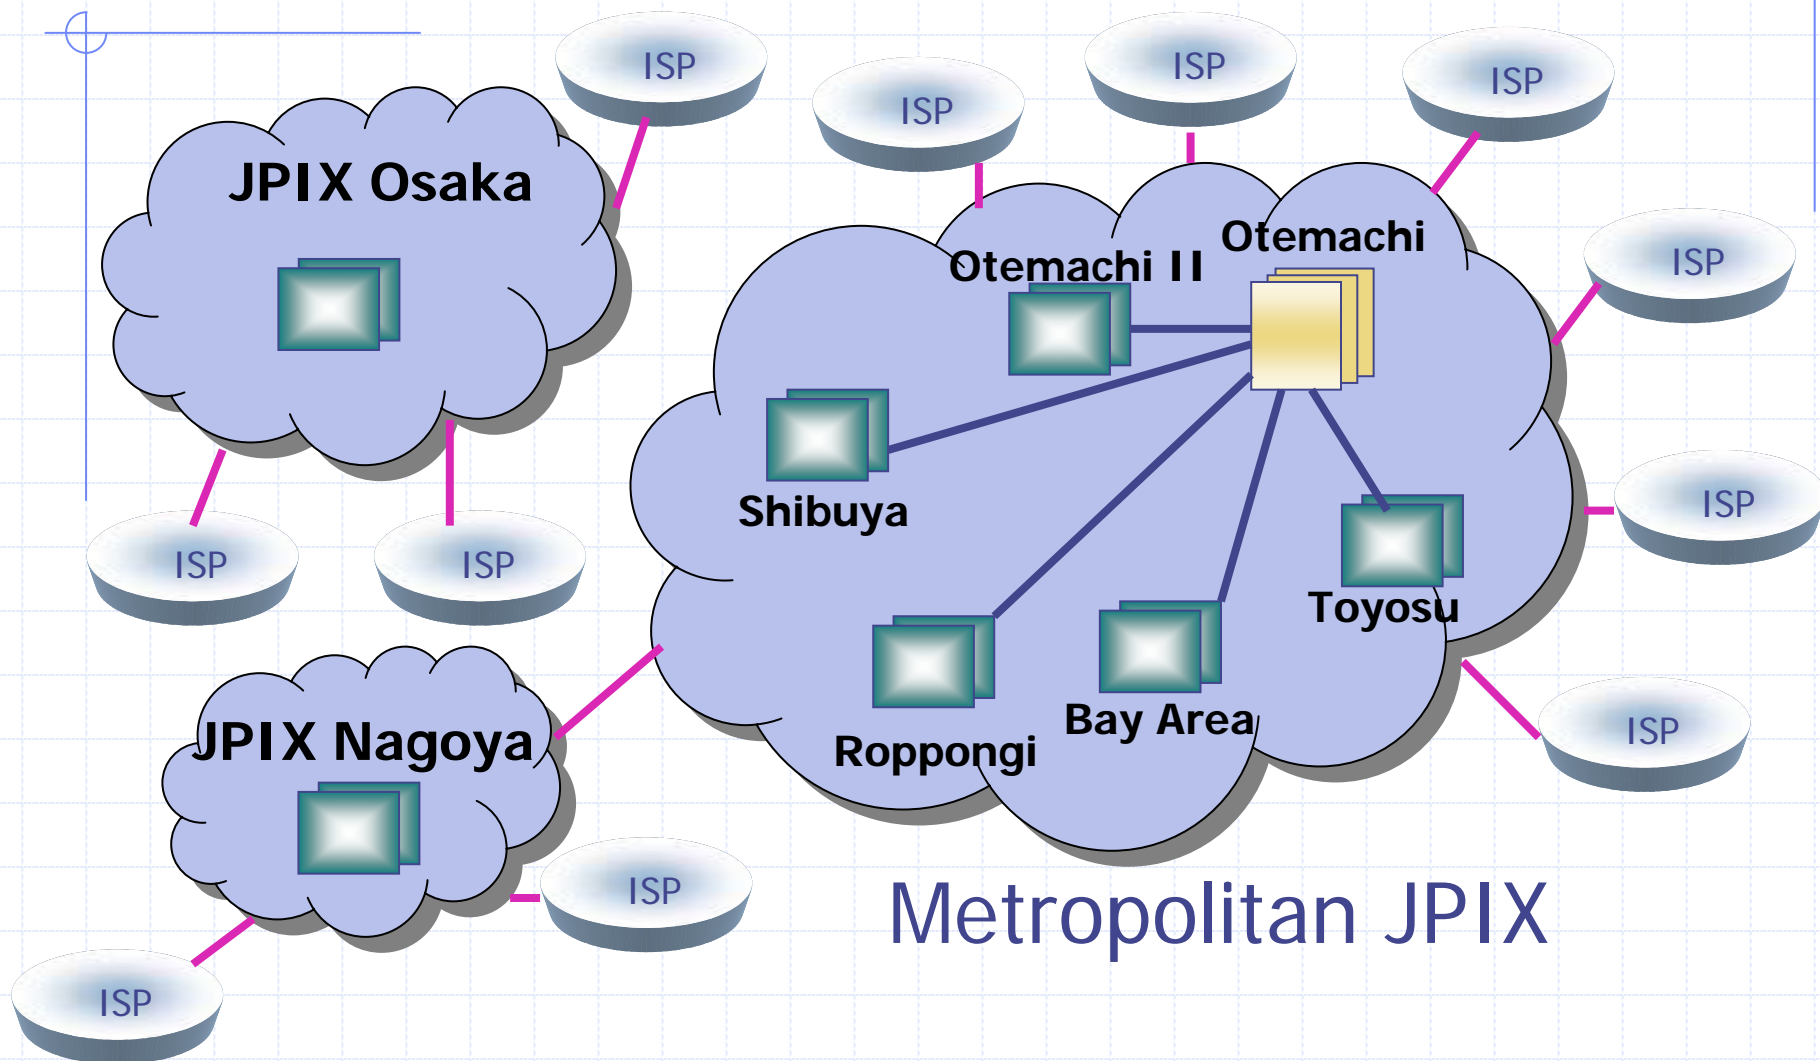 ISP
ISP
ISP
ISP
JPIX Osaka
Otemachi
Otemachi II
ISP
ISP
Shibuya
ISP
ISP
Toyosu
Bay Area
ISP
JPIX Nagoya
Roppongi
ISP
Metropolitan JPIX
ISP